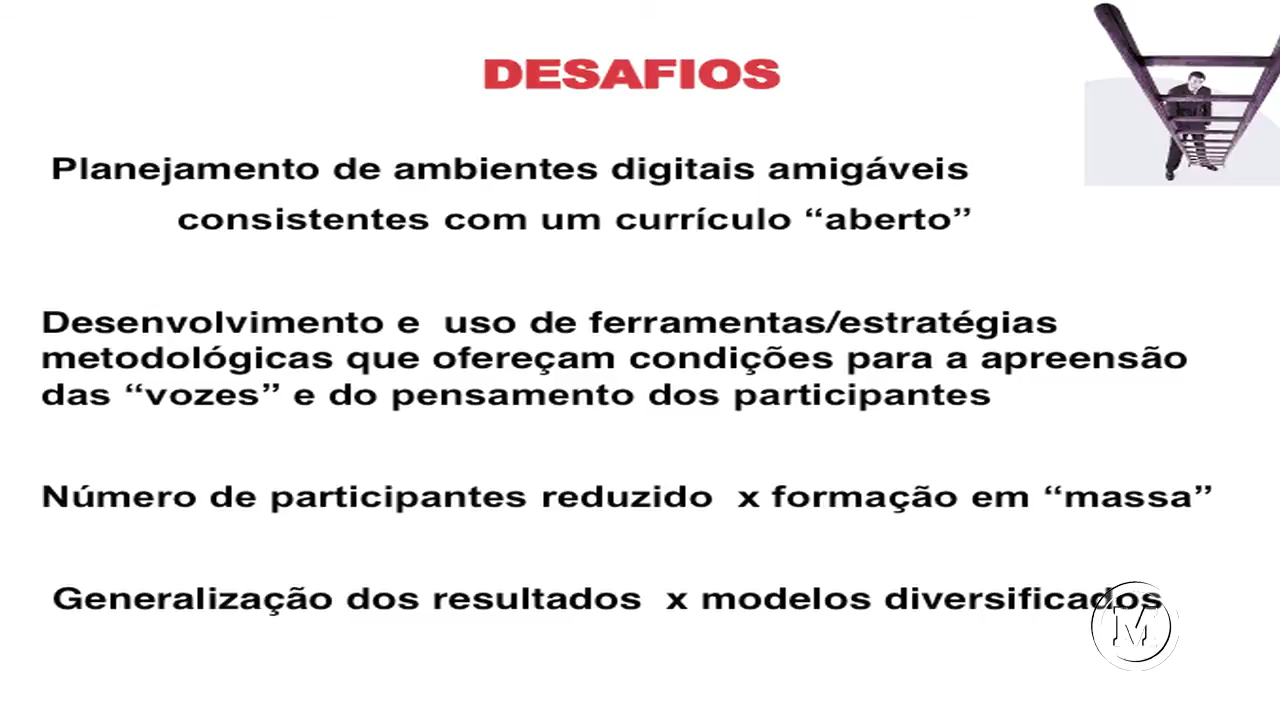 DESAFIOS
Planejamento de ambientes digitais amigáveis
consistentes com um currículo “aberto”
Desenvolvimento e uso de ferramentas/estratégias
metodológicas que ofereçam condições para a apreensão
das “vozes” e do pensamento dos participantes
Número de participantes reduzido x formação em “massa”
Generalização dos resultados x modelos diversificados
M